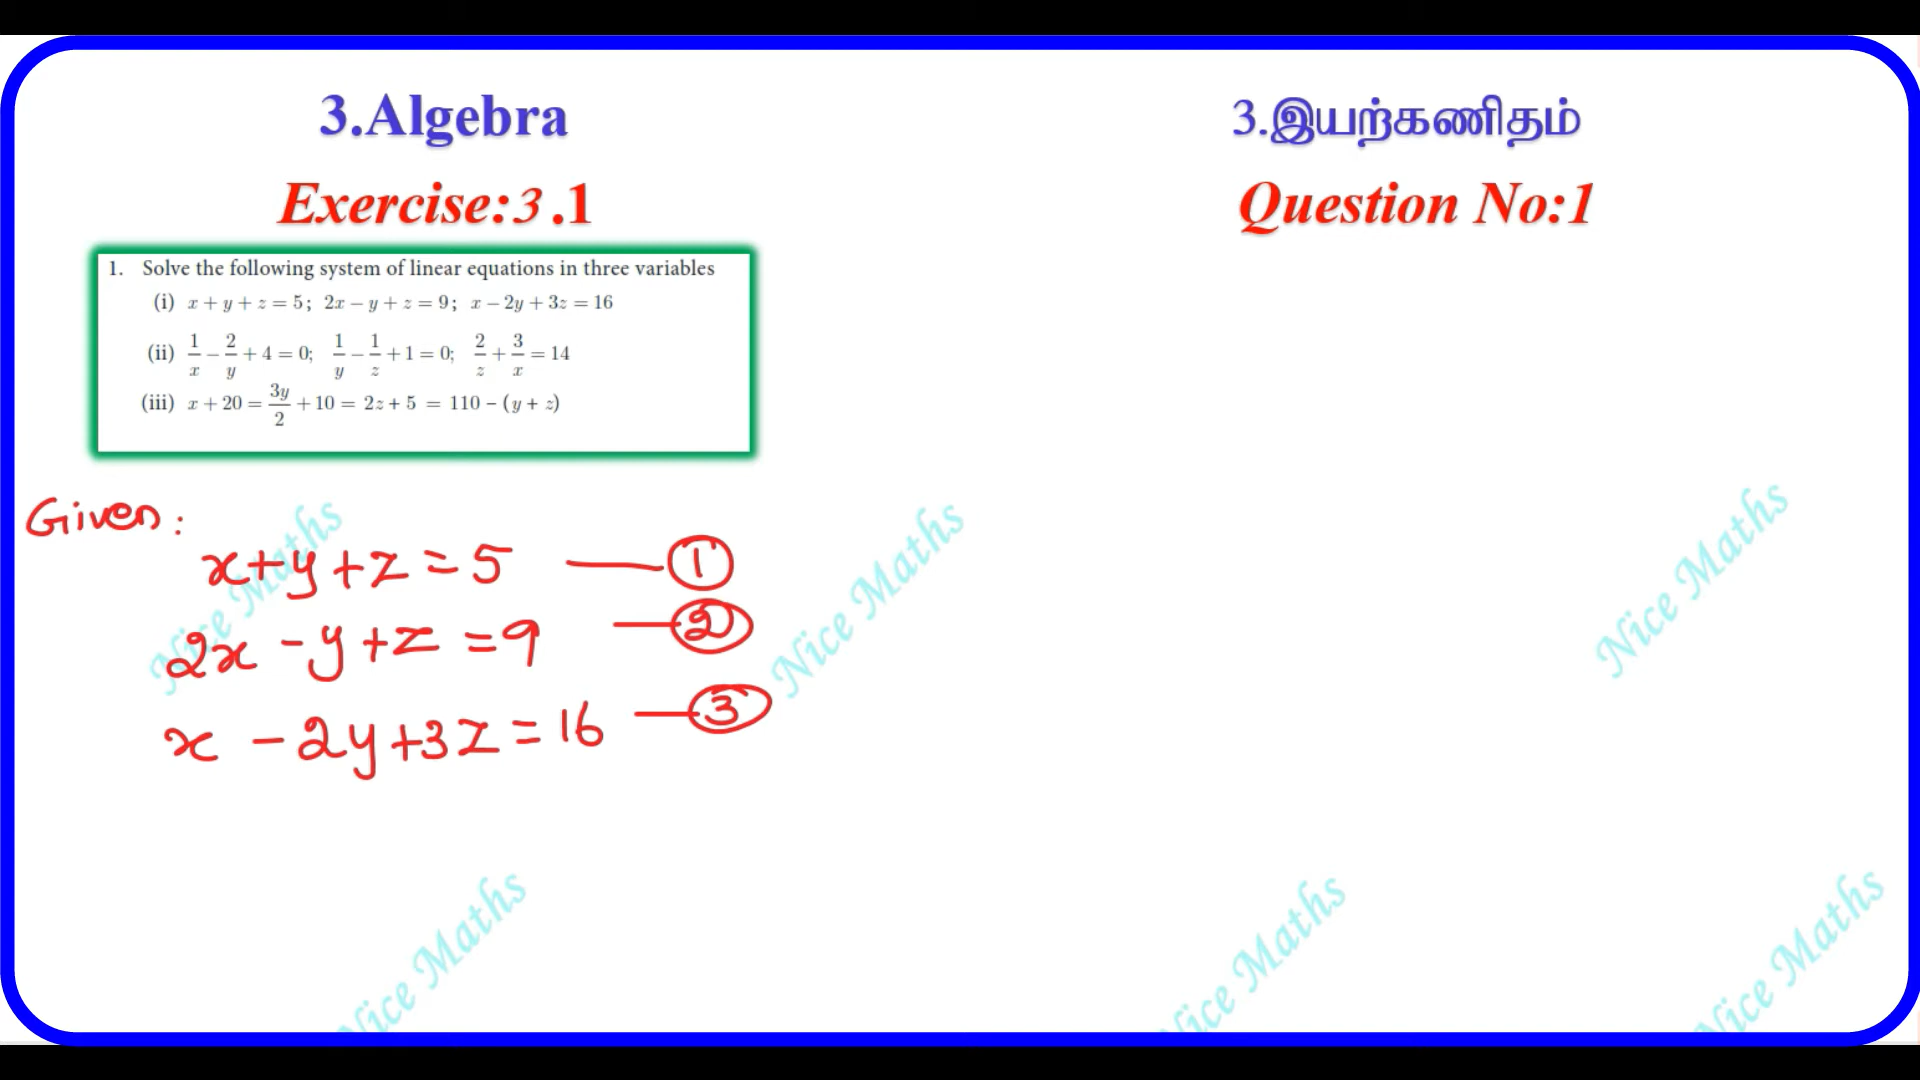 3.Algebra
3.இயற்கணிதம்
Exercise:3.1
Question No:1
1. Solve the following system of linear equations in three variables
(i) x + y + z = 5; 2x − y + z = 9; x − 2y + 3z = 16
(ii) 1/x − 2/y + 4 = 0; 1/y − 1/z + 1 = 0; 2/z + 3/x = 14
(iii) x + 20 = 3y/2 + 10 = 2z + 5 = 110 − (y + z)
Given:
x+y+z=5 —— ①
2x -y+z =9 — ②
x - 2y+3z=16 — ③
Nice Maths
Nice Maths
Nice Maths
Nice Maths
Nice Maths
Nice Maths